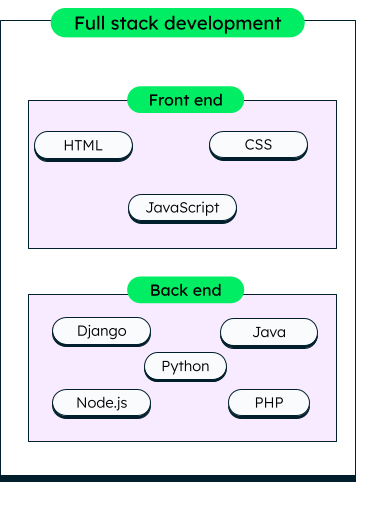 Full stack development
Front end
HTML
CSS
JavaScript
Back end
Django
Java
Python
Node.js
PHP